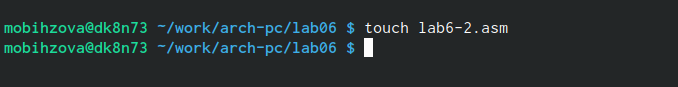 mobihzova@dk8n73 ~/work/arch-pc/lab06 $ touch lab6-2.asm
mobihzova@dk8n73 ~/work/arch-pc/lab06 $